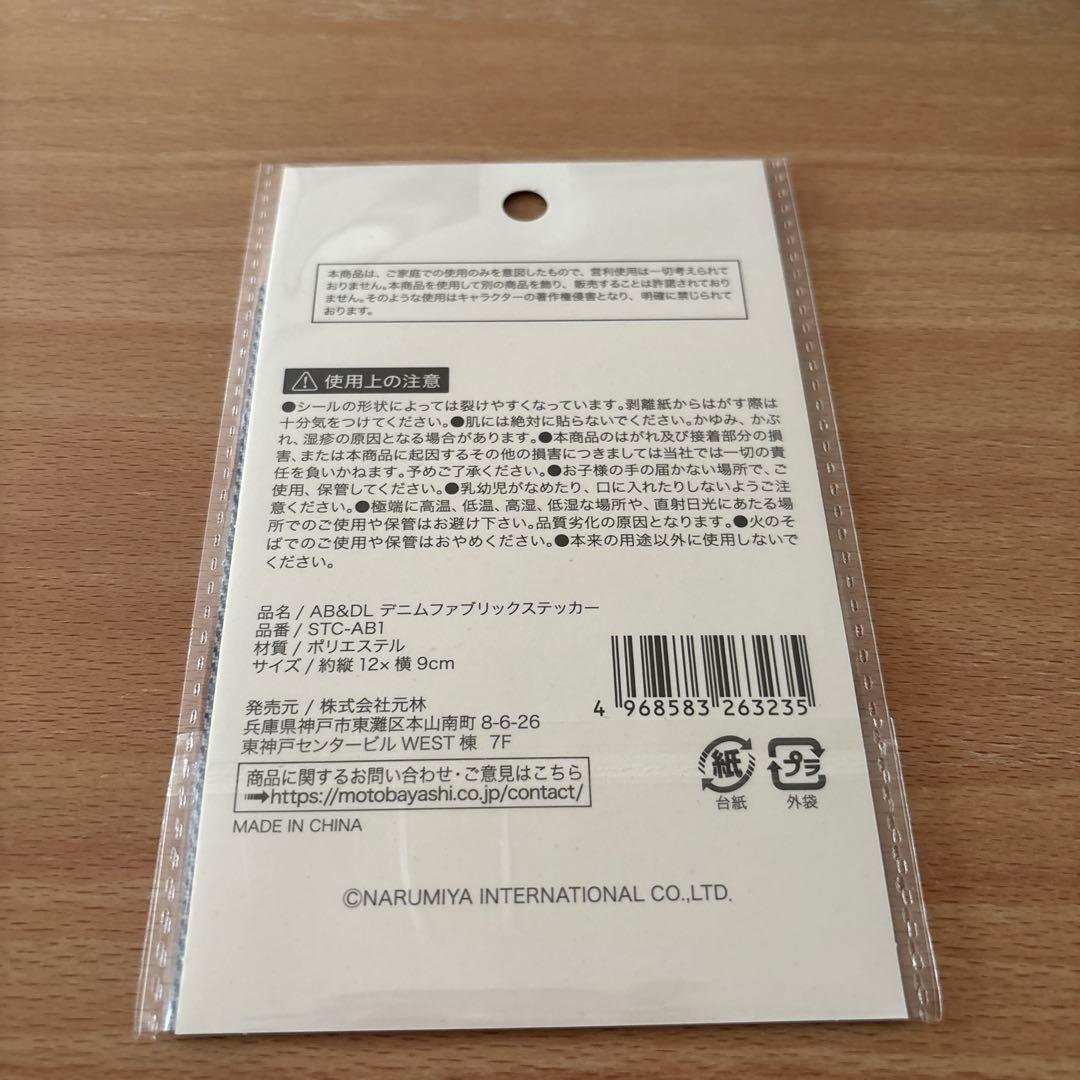 本商品は、ご家庭での使用のみを意図したもので、営利使用は一切考えられて
おりません。本商品を使用して別の商品を飾り、販売することは許諾されており
ません。そのような使用はキャラクターの著作権侵害となり、明確に禁じられて
おります。
使用上の注意
●シールの形状によっては裂けやすくなっています。剥離紙からはがす際は
十分気をつけてください。●肌には絶対に貼らないでください。かゆみ、かぶ
れ、湿疹の原因となる場合があります。●本商品のはがれ及び接着部分の損
害、または本商品に起因するその他の損害につきましては当社では一切の責
任を負いかねます。予めご了承ください。●お子様の手の届かない場所で、ご
使用、保管してください。●乳幼児がなめたり、口に入れたりしないようご注
意ください。●極端に高温、低温、高湿、低湿な場所や、直射日光にあたる場
所でのご使用や保管はお避け下さい。品質劣化の原因となります。●火のそ
ばでのご使用や保管はおやめください。●本来の用途以外に使用しないで
ください。
品名 / AB&DL デニムファブリックステッカー
品番 / STC-AB1
材質 / ポリエステル
サイズ / 約縦 12× 横 9cm
発売元 / 株式会社元林
兵庫県神戸市東灘区本山南町 8-6-26
東神戸センタービル WEST 棟 7F
商品に関するお問い合わせ・ご意見はこちら
➡https://motobayashi.co.jp/contact/
MADE IN CHINA
4 968583 263235
紙
台紙
プラ
外袋
©NARUMIYA INTERNATIONAL CO.,LTD.